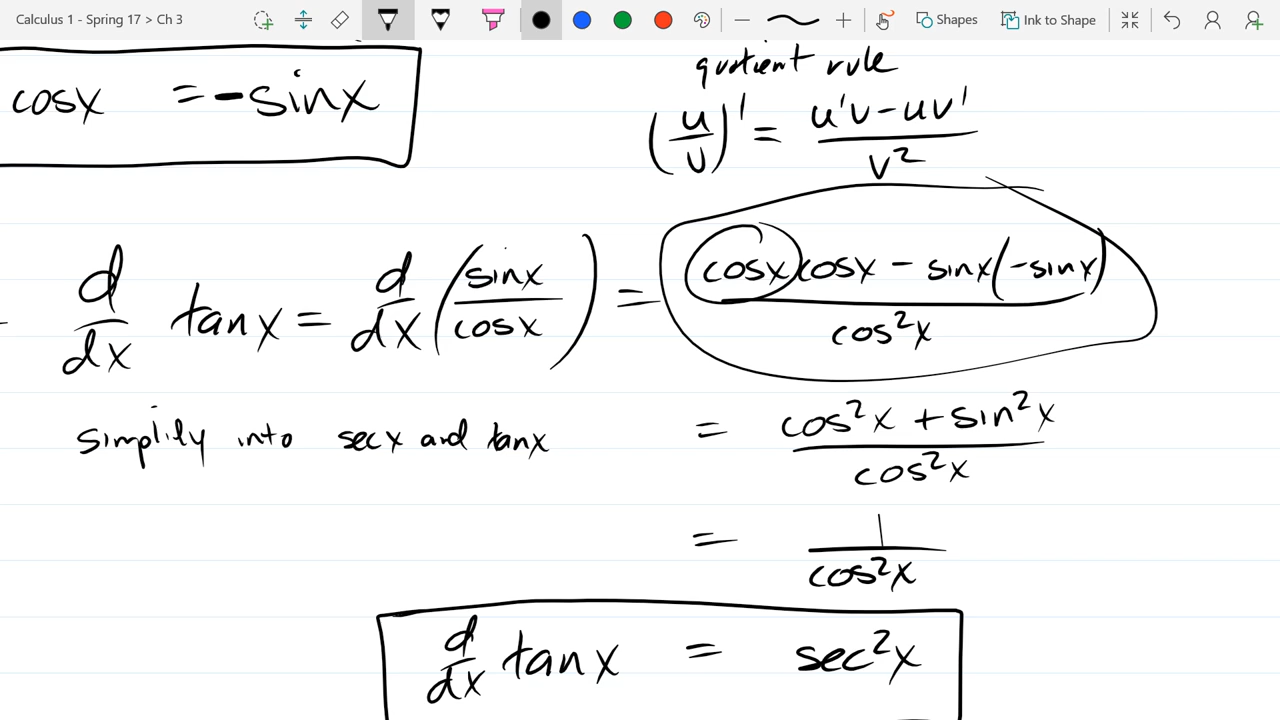 Calculus 1 - Spring 17 > Ch 3
Shapes
Ink to Shape
quotient rule
cosx = -sinx
(u/v)' = (u'v - uv')/v²
d/dx tanx = d/dx (sinx/cosx) = (cosx cosx - sinx(-sinx))/cos²x
simplify into secx and tanx
= (cos²x + sin²x)/cos²x
= 1/cos²x
d/dx tanx = sec²x